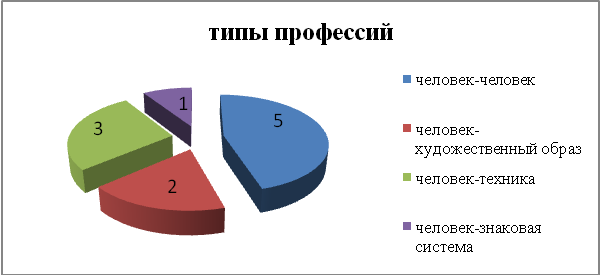 типы профессий
1
5
3
2
человек-человек
человек-
художественный образ
человек-техника
человек-знаковая
система